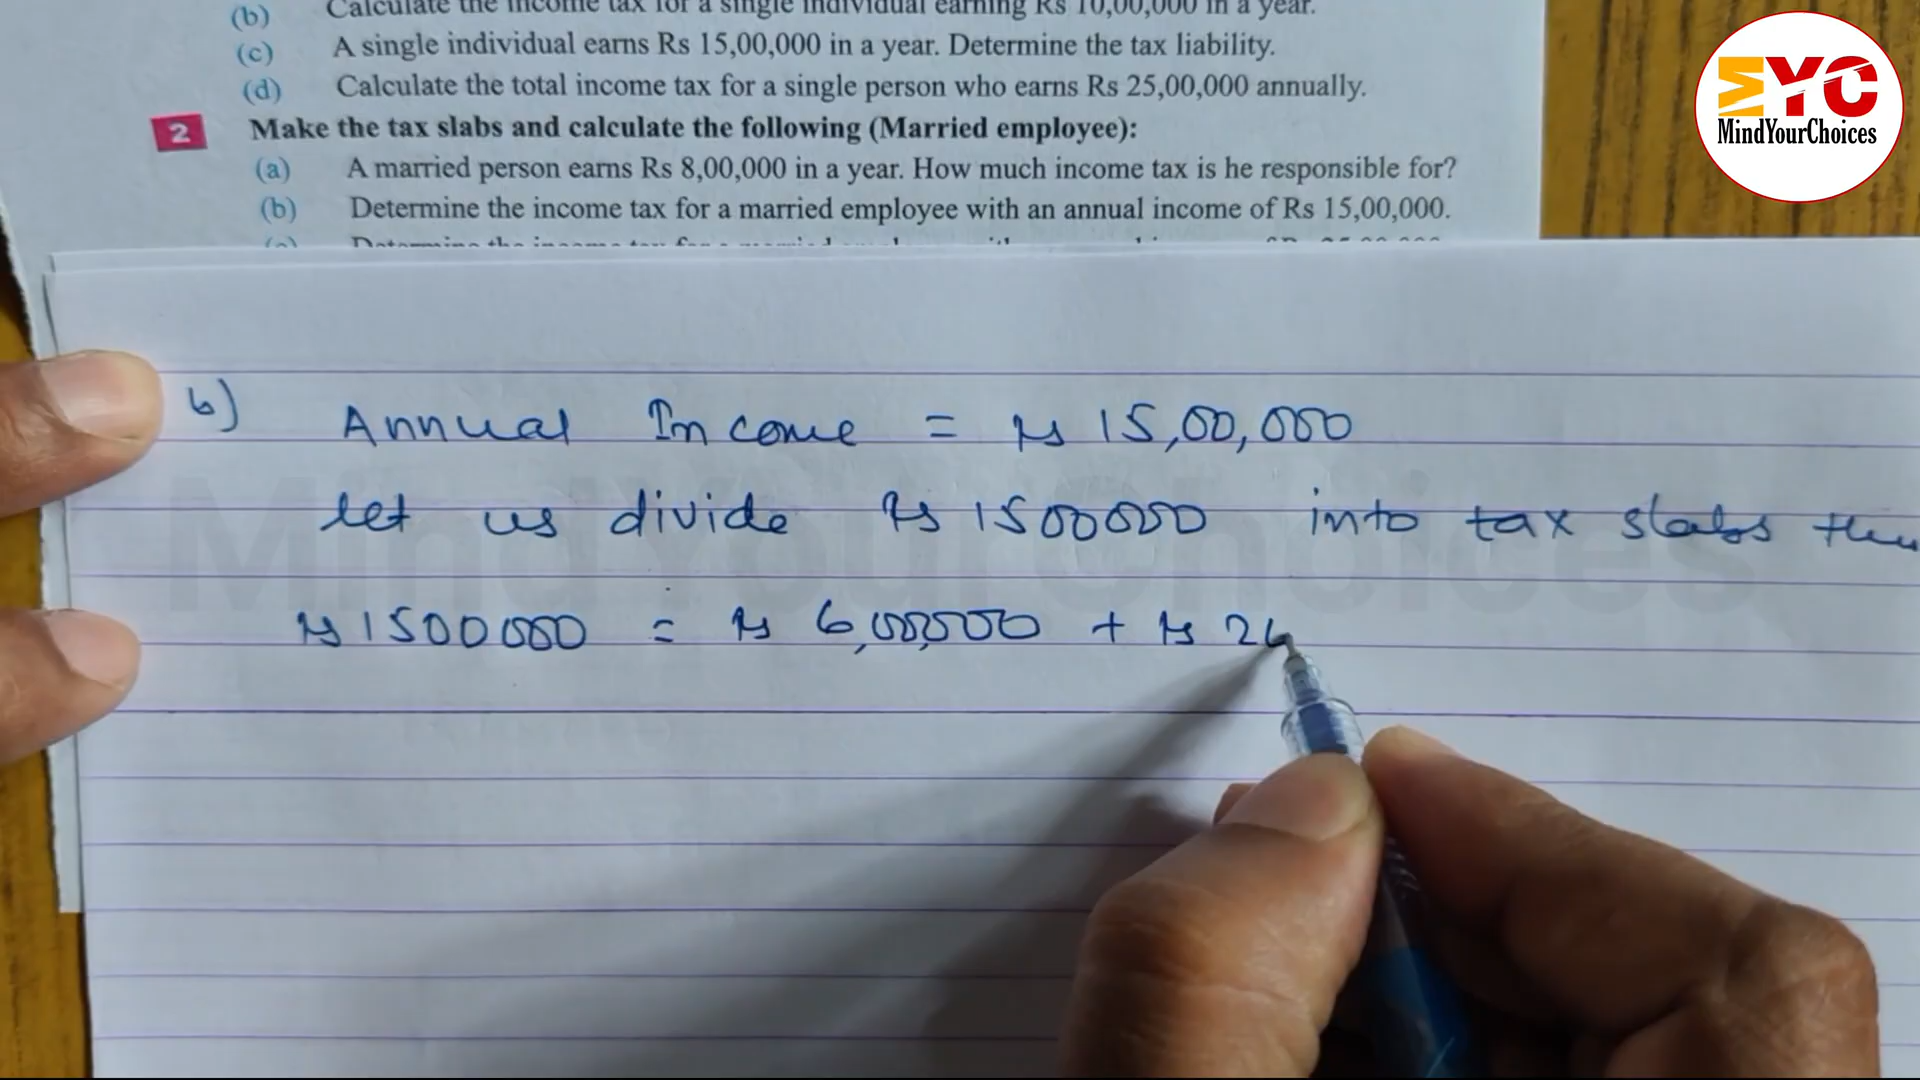 (b) Calculate the income tax for a single individual earning Rs 10,00,000 in a year.
(c) A single individual earns Rs 15,00,000 in a year. Determine the tax liability.
(d) Calculate the total income tax for a single person who earns Rs 25,00,000 annually.
2 Make the tax slabs and calculate the following (Married employee):
(a) A married person earns Rs 8,00,000 in a year. How much income tax is he responsible for?
(b) Determine the income tax for a married employee with an annual income of Rs 15,00,000.
MYC
MindYourChoices
b) Annual Income = Rs 15,00,000
let us divide Rs 1500000 into tax slabs then
Rs 1500000 = Rs 6,00,000 + Rs 20
MindYourChoices